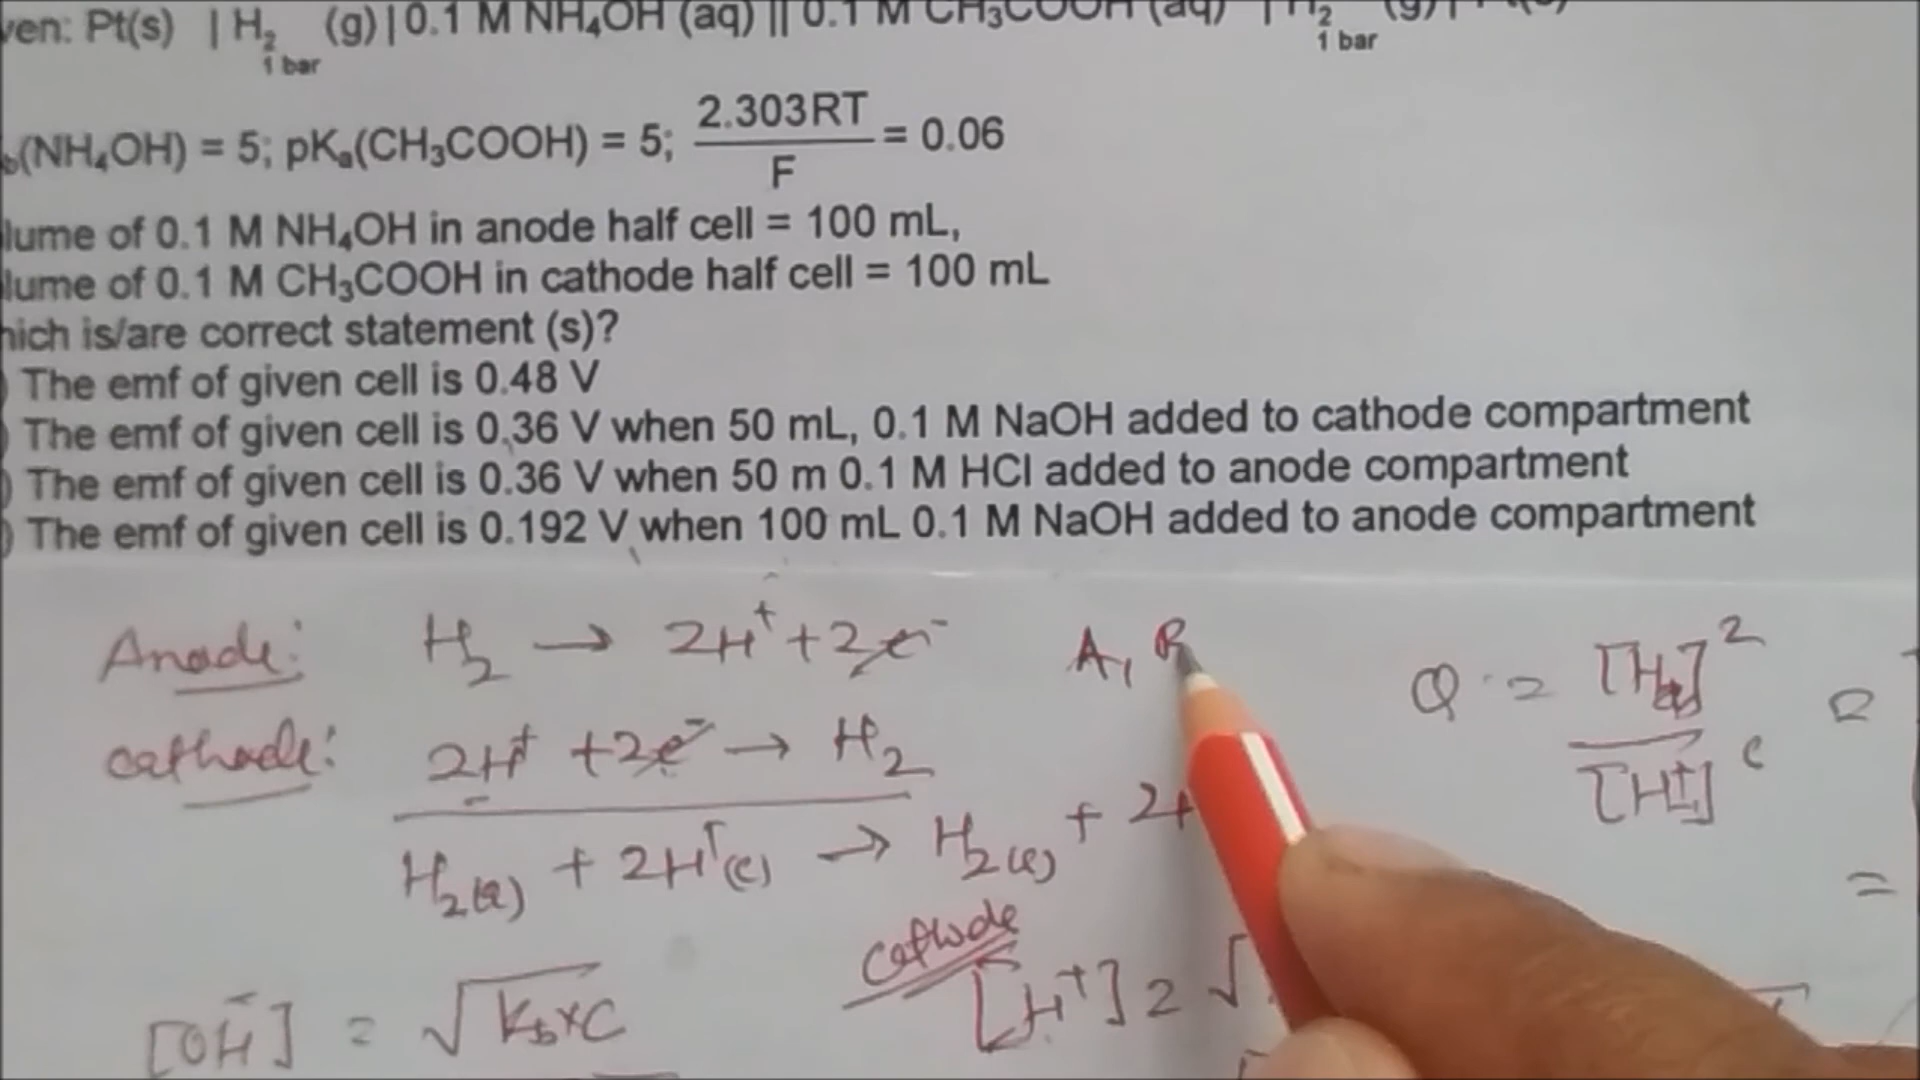 ven: Pt(s) | H₂ (g) | 0.1 M NH₄OH (aq) || 0.1 M CH₃COOH (aq) | H₂ (g) |
1 bar 1 bar
(NH₄OH) = 5; pKₐ(CH₃COOH) = 5; 2.303RT/F = 0.06
lume of 0.1 M NH₄OH in anode half cell = 100 mL,
lume of 0.1 M CH₃COOH in cathode half cell = 100 mL
hich is/are correct statement (s)?
) The emf of given cell is 0.48 V
) The emf of given cell is 0.36 V when 50 mL, 0.1 M NaOH added to cathode compartment
) The emf of given cell is 0.36 V when 50 m 0.1 M HCl added to anode compartment
) The emf of given cell is 0.192 V when 100 mL 0.1 M NaOH added to anode compartment
Anode: H₂ → 2H⁺ + 2e⁻ A, B
Cathode: 2H⁺ + 2e⁻ → H₂
Q = [H]² / [H⁺]
H₂(a) + 2H⁺(c) → H₂(c) + 2
=
Cathode
[OH⁻] = √Kb×C
[H⁺] = √